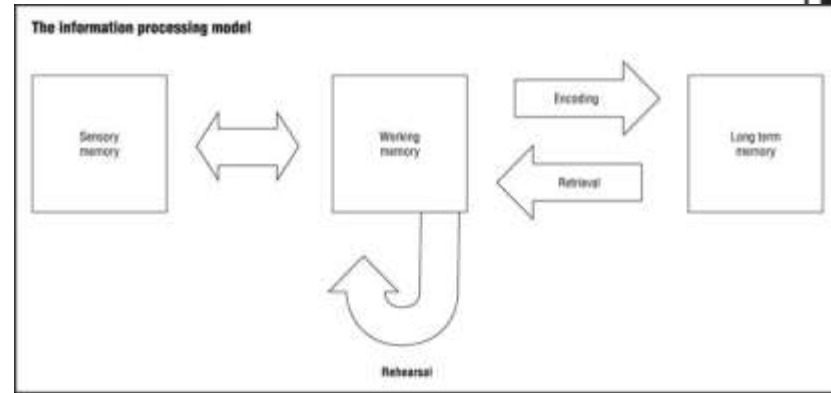 The information processing model
Sensory
memory
Working
memory
Encoding
Retrieval
Long term
memory
Rehearsal